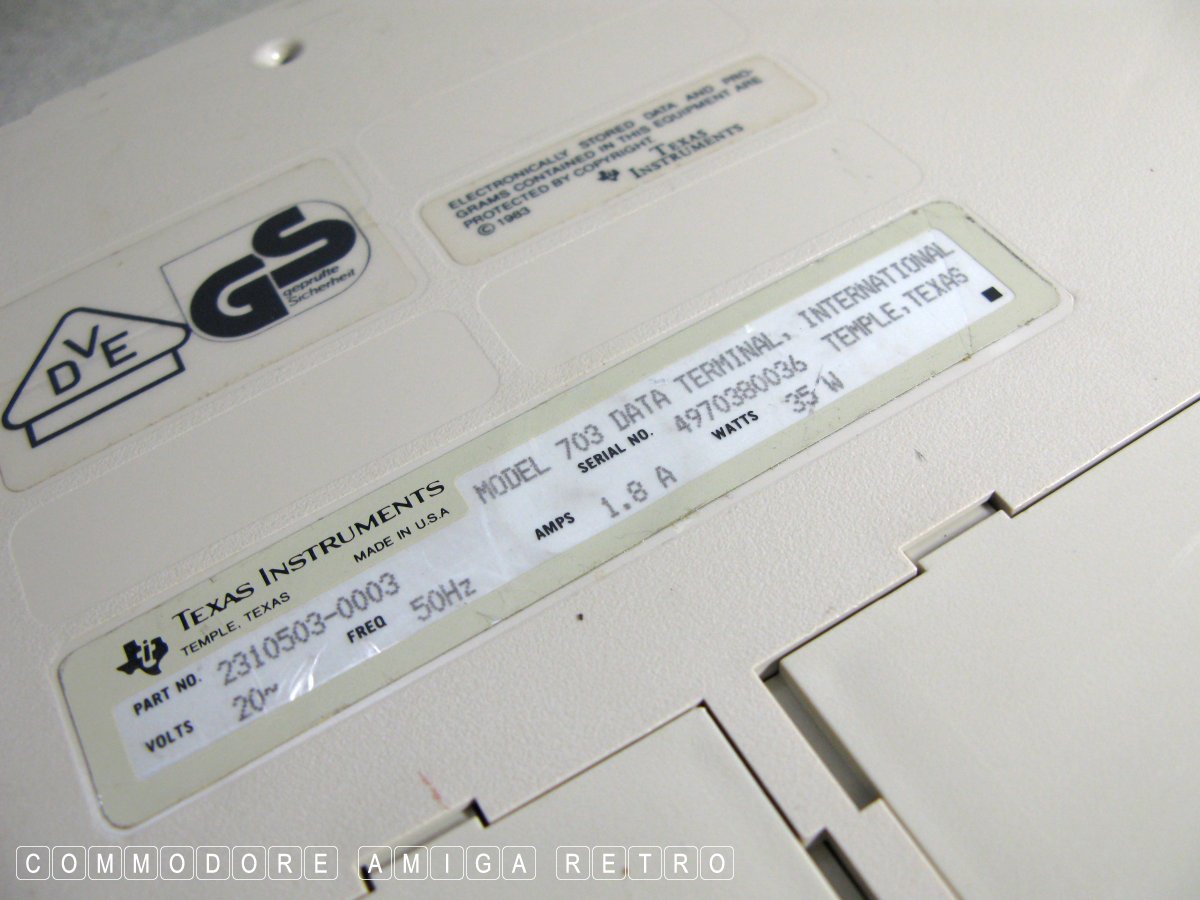 ELECTRONICALLY STORED DATA AND PRO-
GRAMS CONTAINED IN THIS EQUIPMENT ARE
PROTECTED BY COPYRIGHT
© 1983
TEXAS
INSTRUMENTS
GS
geprüfte
Sicherheit
DVE
TEXAS INSTRUMENTS
TEMPLE, TEXAS
MADE IN U.S.A
MODEL 703 DATA TERMINAL, INTERNATIONAL
PART NO. 2310503-0003
SERIAL NO. 4970380036 TEMPLE,TEXAS
VOLTS 20~ FREQ 50Hz AMPS 1.8 A WATTS 35 W
COMMODORE AMIGA RETRO